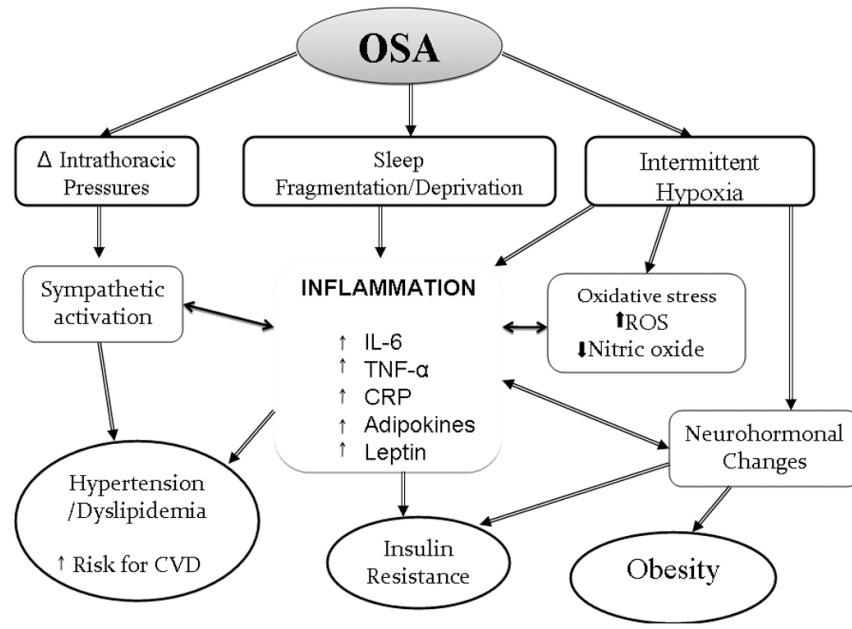 OSA
Δ Intrathoracic
Pressures
Sleep
Fragmentation/Deprivation
Intermittent
Hypoxia
Sympathetic
activation
INFLAMMATION
↑ IL-6
↑ TNF-α
↑ CRP
↑ Adipokines
↑ Leptin
Oxidative stress
⬆ROS
⬇Nitric oxide
Neurohormonal
Changes
Hypertension
/Dyslipidemia
↑ Risk for CVD
Insulin
Resistance
Obesity